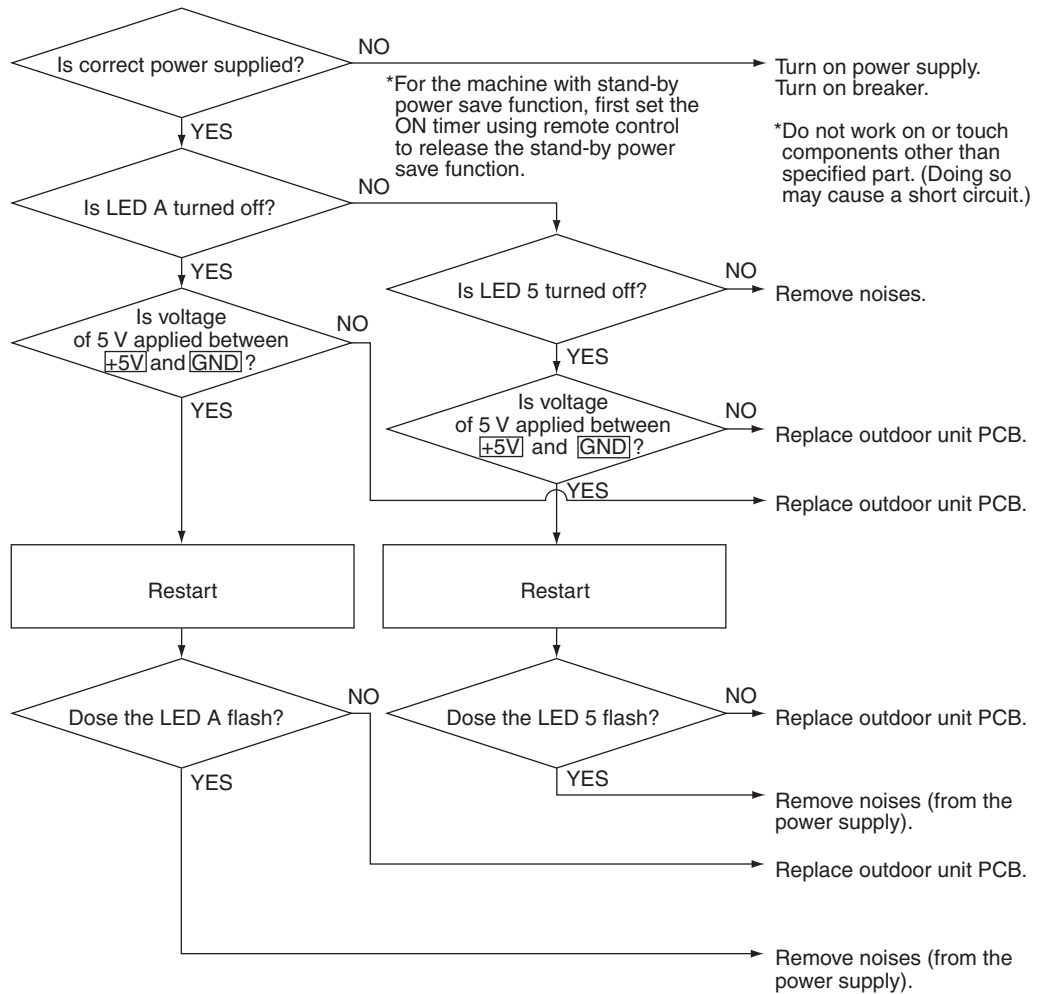 Is correct power supplied?
NO
Turn on power supply.
Turn on breaker.
*For the machine with stand-by
power save function, first set the
ON timer using remote control
to release the stand-by power
save function.
*Do not work on or touch
components other than
specified part. (Doing so
may cause a short circuit.)
YES
Is LED A turned off?
NO
YES
Is LED 5 turned off?
NO
Remove noises.
YES
Is voltage
of 5 V applied between
+5V and GND ?
NO
YES
Is voltage
of 5 V applied between
+5V and GND ?
NO
Replace outdoor unit PCB.
YES
Replace outdoor unit PCB.
Restart
Restart
Dose the LED A flash?
NO
Dose the LED 5 flash?
NO
Replace outdoor unit PCB.
YES
YES
Remove noises (from the
power supply).
Replace outdoor unit PCB.
Remove noises (from the
power supply).